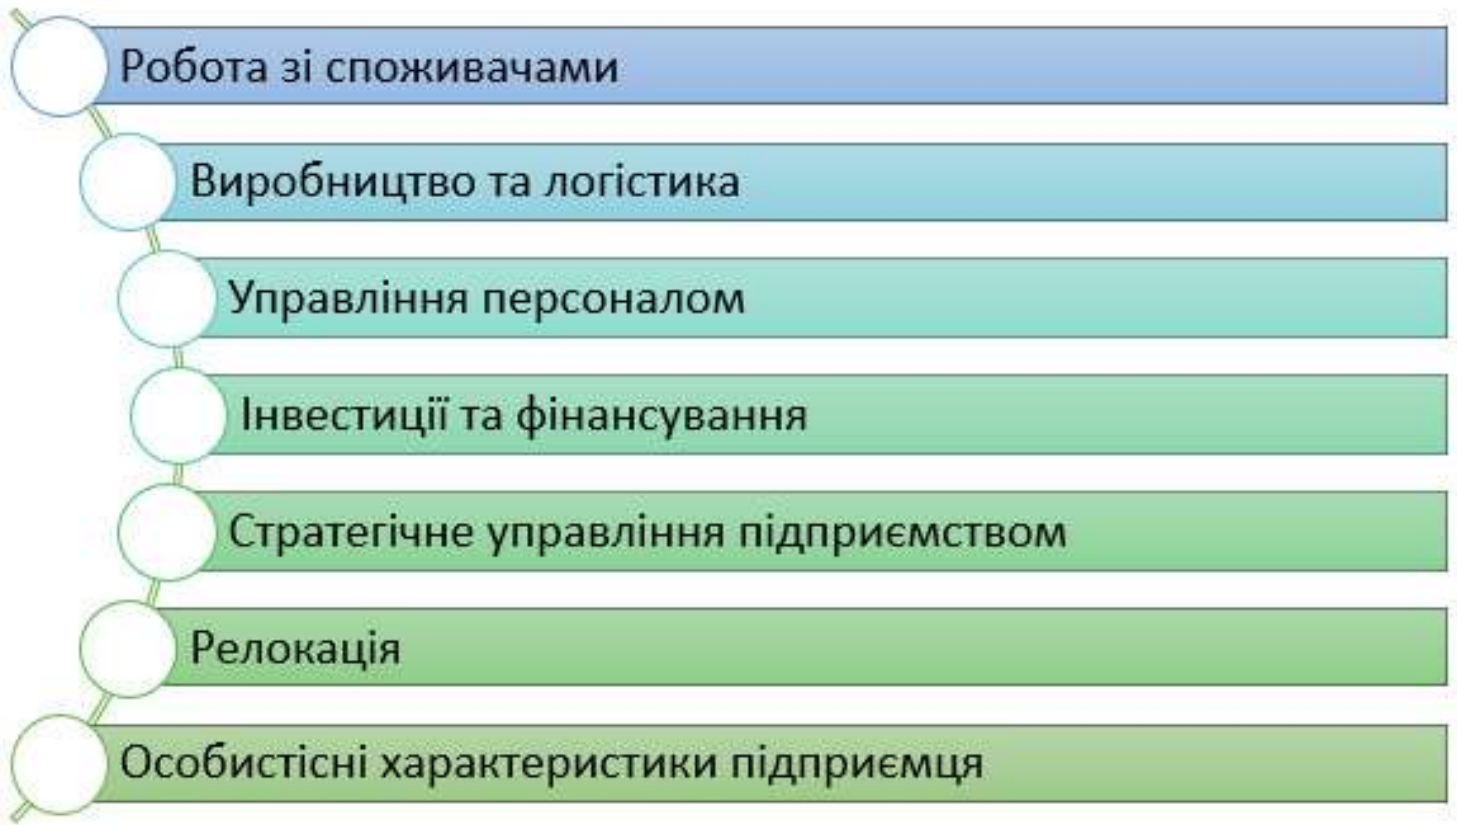 Робота зі споживачами
Виробництво та логістика
Управління персоналом
Інвестиції та фінансування
Стратегічне управління підприємством
Релокація
Особистісні характеристики підприємця